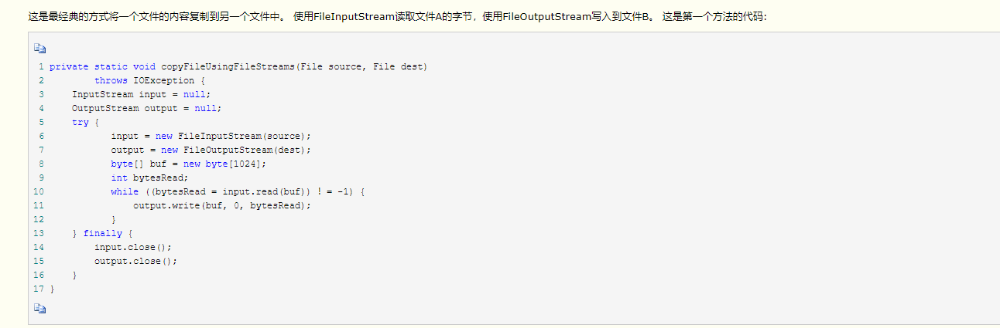 这是最经典的方式将一个文件的内容复制到另一个文件中。 使用FileInputStream读取文件A的字节，使用FileOutputStream写入到文件B。 这是第一个方法的代码:
1 private static void copyFileUsingFileStreams(File source, File dest)
2         throws IOException {
3     InputStream input = null;
4     OutputStream output = null;
5     try {
6            input = new FileInputStream(source);
7            output = new FileOutputStream(dest);
8            byte[] buf = new byte[1024];
9            int bytesRead;
10            while ((bytesRead = input.read(buf)) ! = -1) {
11                output.write(buf, 0, bytesRead);
12            }
13     } finally {
14         input.close();
15         output.close();
16     }
17 }